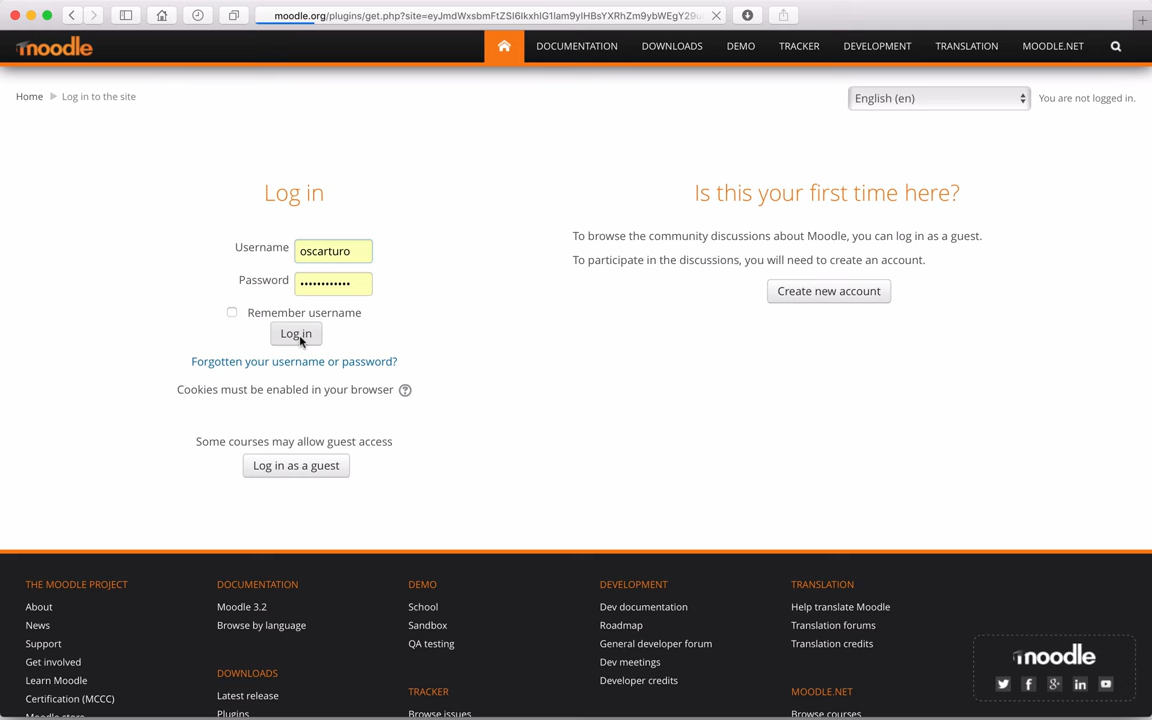 moodle.org/plugins/get.php?site=
moodle
DOCUMENTATION
DOWNLOADS
DEMO
TRACKER
DEVELOPMENT
TRANSLATION
MOODLE.NET
Home
Log in to the site
English (en)
You are not logged in.
Log in
Username
oscarturo
Password
••••••••••••
Remember username
Log in
Forgotten your username or password?
Cookies must be enabled in your browser ?
Some courses may allow guest access
Log in as a guest
Is this your first time here?
To browse the community discussions about Moodle, you can log in as a guest.
To participate in the discussions, you will need to create an account.
Create new account
THE MOODLE PROJECT
About
News
Support
Get involved
Learn Moodle
Certification (MCCC)
Moodle store
DOCUMENTATION
Moodle 3.2
Browse by language
DOWNLOADS
Latest release
Plugins
DEMO
School
Sandbox
QA testing
TRACKER
Browse issues
DEVELOPMENT
Dev documentation
Roadmap
General developer forum
Dev meetings
Developer credits
TRANSLATION
Help translate Moodle
Translation forums
Translation credits
MOODLE.NET
Browse courses
moodle